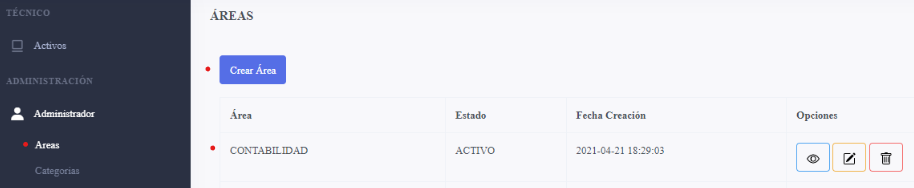 TÉCNICO
Activos
ADMINISTRACIÓN
Administrador
Areas
Categorias
ÁREAS
Crear Área
Área Estado Fecha Creación Opciones
CONTABILIDAD ACTIVO 2021-04-21 18:29:03